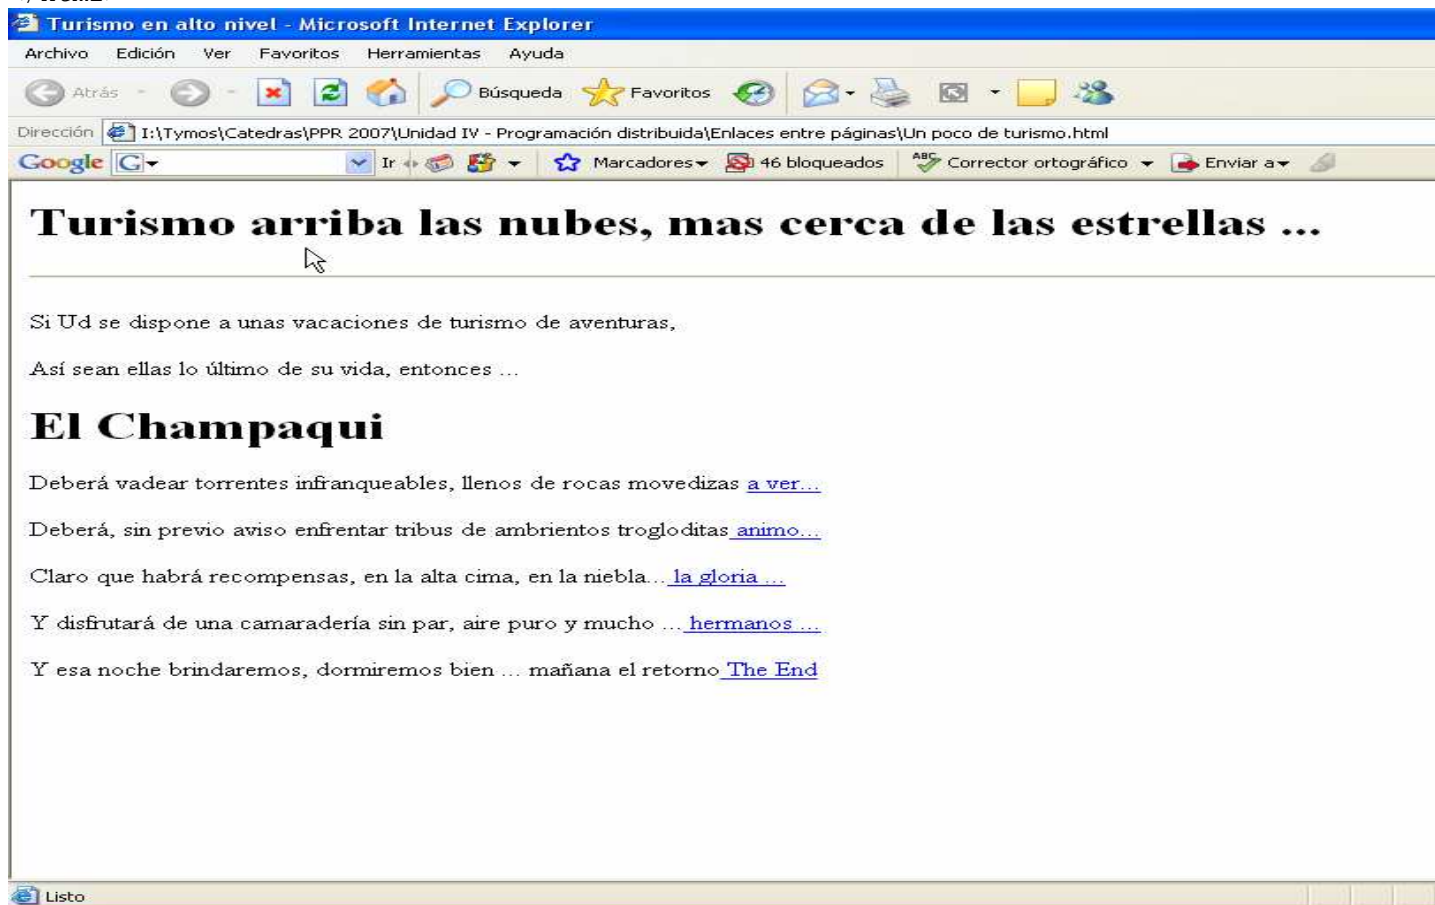 Turismo en alto nivel - Microsoft Internet Explorer
Archivo Edición Ver Favoritos Herramientas Ayuda
Atrás Búsqueda Favoritos
Dirección I:\Tymos\Catedras\PPR 2007\Unidad IV - Programación distribuida\Enlaces entre páginas\Un poco de turismo.html
Google G Ir Marcadores 46 bloqueados ABC Corrector ortográfico Enviar a
Turismo arriba las nubes, mas cerca de las estrellas ...
Si Ud se dispone a unas vacaciones de turismo de aventuras,
Así sean ellas lo último de su vida, entonces ...
El Champaqui
Deberá vadear torrentes infranqueables, llenos de rocas movedizas a ver...
Deberá, sin previo aviso enfrentar tribus de ambrientos trogloditas animo...
Claro que habrá recompensas, en la alta cima, en la niebla... la gloria ...
Y disfrutará de una camaradería sin par, aire puro y mucho ... hermanos ...
Y esa noche brindaremos, dormiremos bien ... mañana el retorno The End
Listo